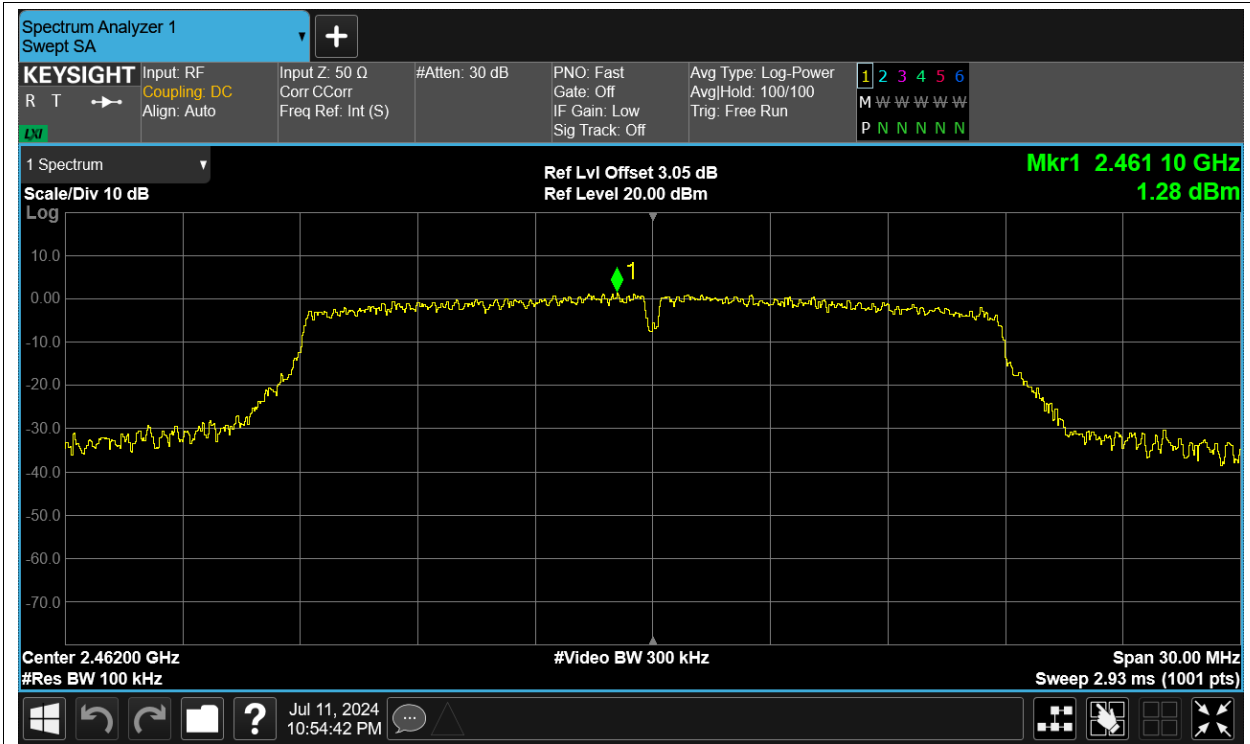 Spectrum Analyzer 1
Swept SA
KEYSIGHT
R T
LXI
Input: RF
Coupling: DC
Align: Auto
Input Z: 50 Ω
Corr CCorr
Freq Ref: Int (S)
#Atten: 30 dB
PNO: Fast
Gate: Off
IF Gain: Low
Sig Track: Off
Avg Type: Log-Power
Avg|Hold: 100/100
Trig: Free Run
1 2 3 4 5 6
M W W W W W
P N N N N N
1 Spectrum
Scale/Div 10 dB
Log
Ref Lvl Offset 3.05 dB
Ref Level 20.00 dBm
Mkr1 2.461 10 GHz
1.28 dBm
1
10.0
0.00
-10.0
-20.0
-30.0
-40.0
-50.0
-60.0
-70.0
Center 2.46200 GHz
#Res BW 100 kHz
#Video BW 300 kHz
Span 30.00 MHz
Sweep 2.93 ms (1001 pts)
?
Jul 11, 2024
10:54:42 PM